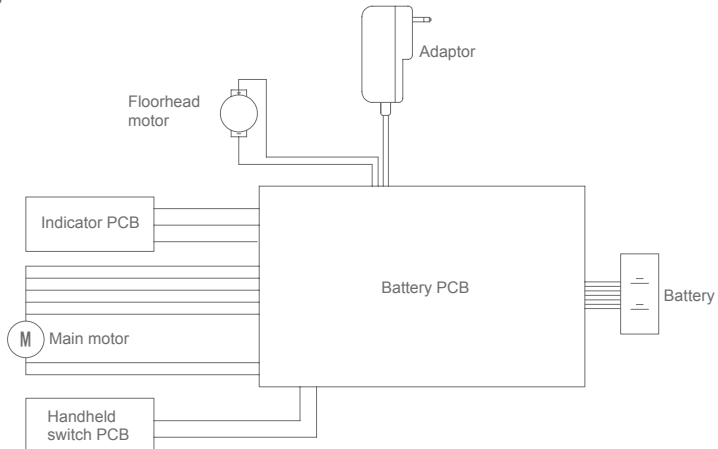 Adaptor
Floorhead
motor
Indicator PCB
Battery PCB
Battery
M
Main motor
Handheld
switch PCB